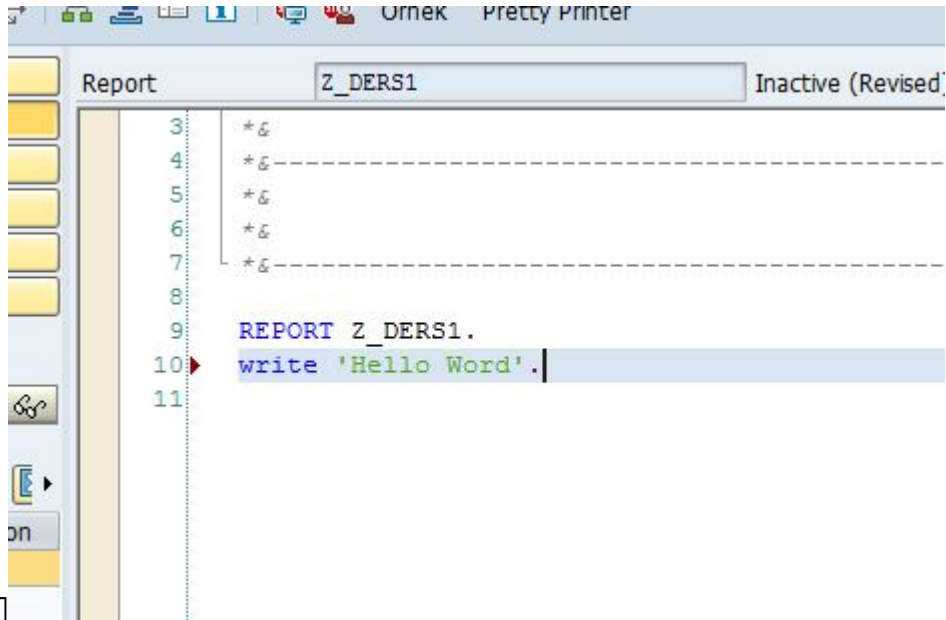 Örnek Pretty Printer
Report Z_DERS1 Inactive (Revised)
3 *&
4 *&---------------------------------------------
5 *&
6 *&
7 *&---------------------------------------------
8
9 REPORT Z_DERS1.
10 write 'Hello Word'.
11
on